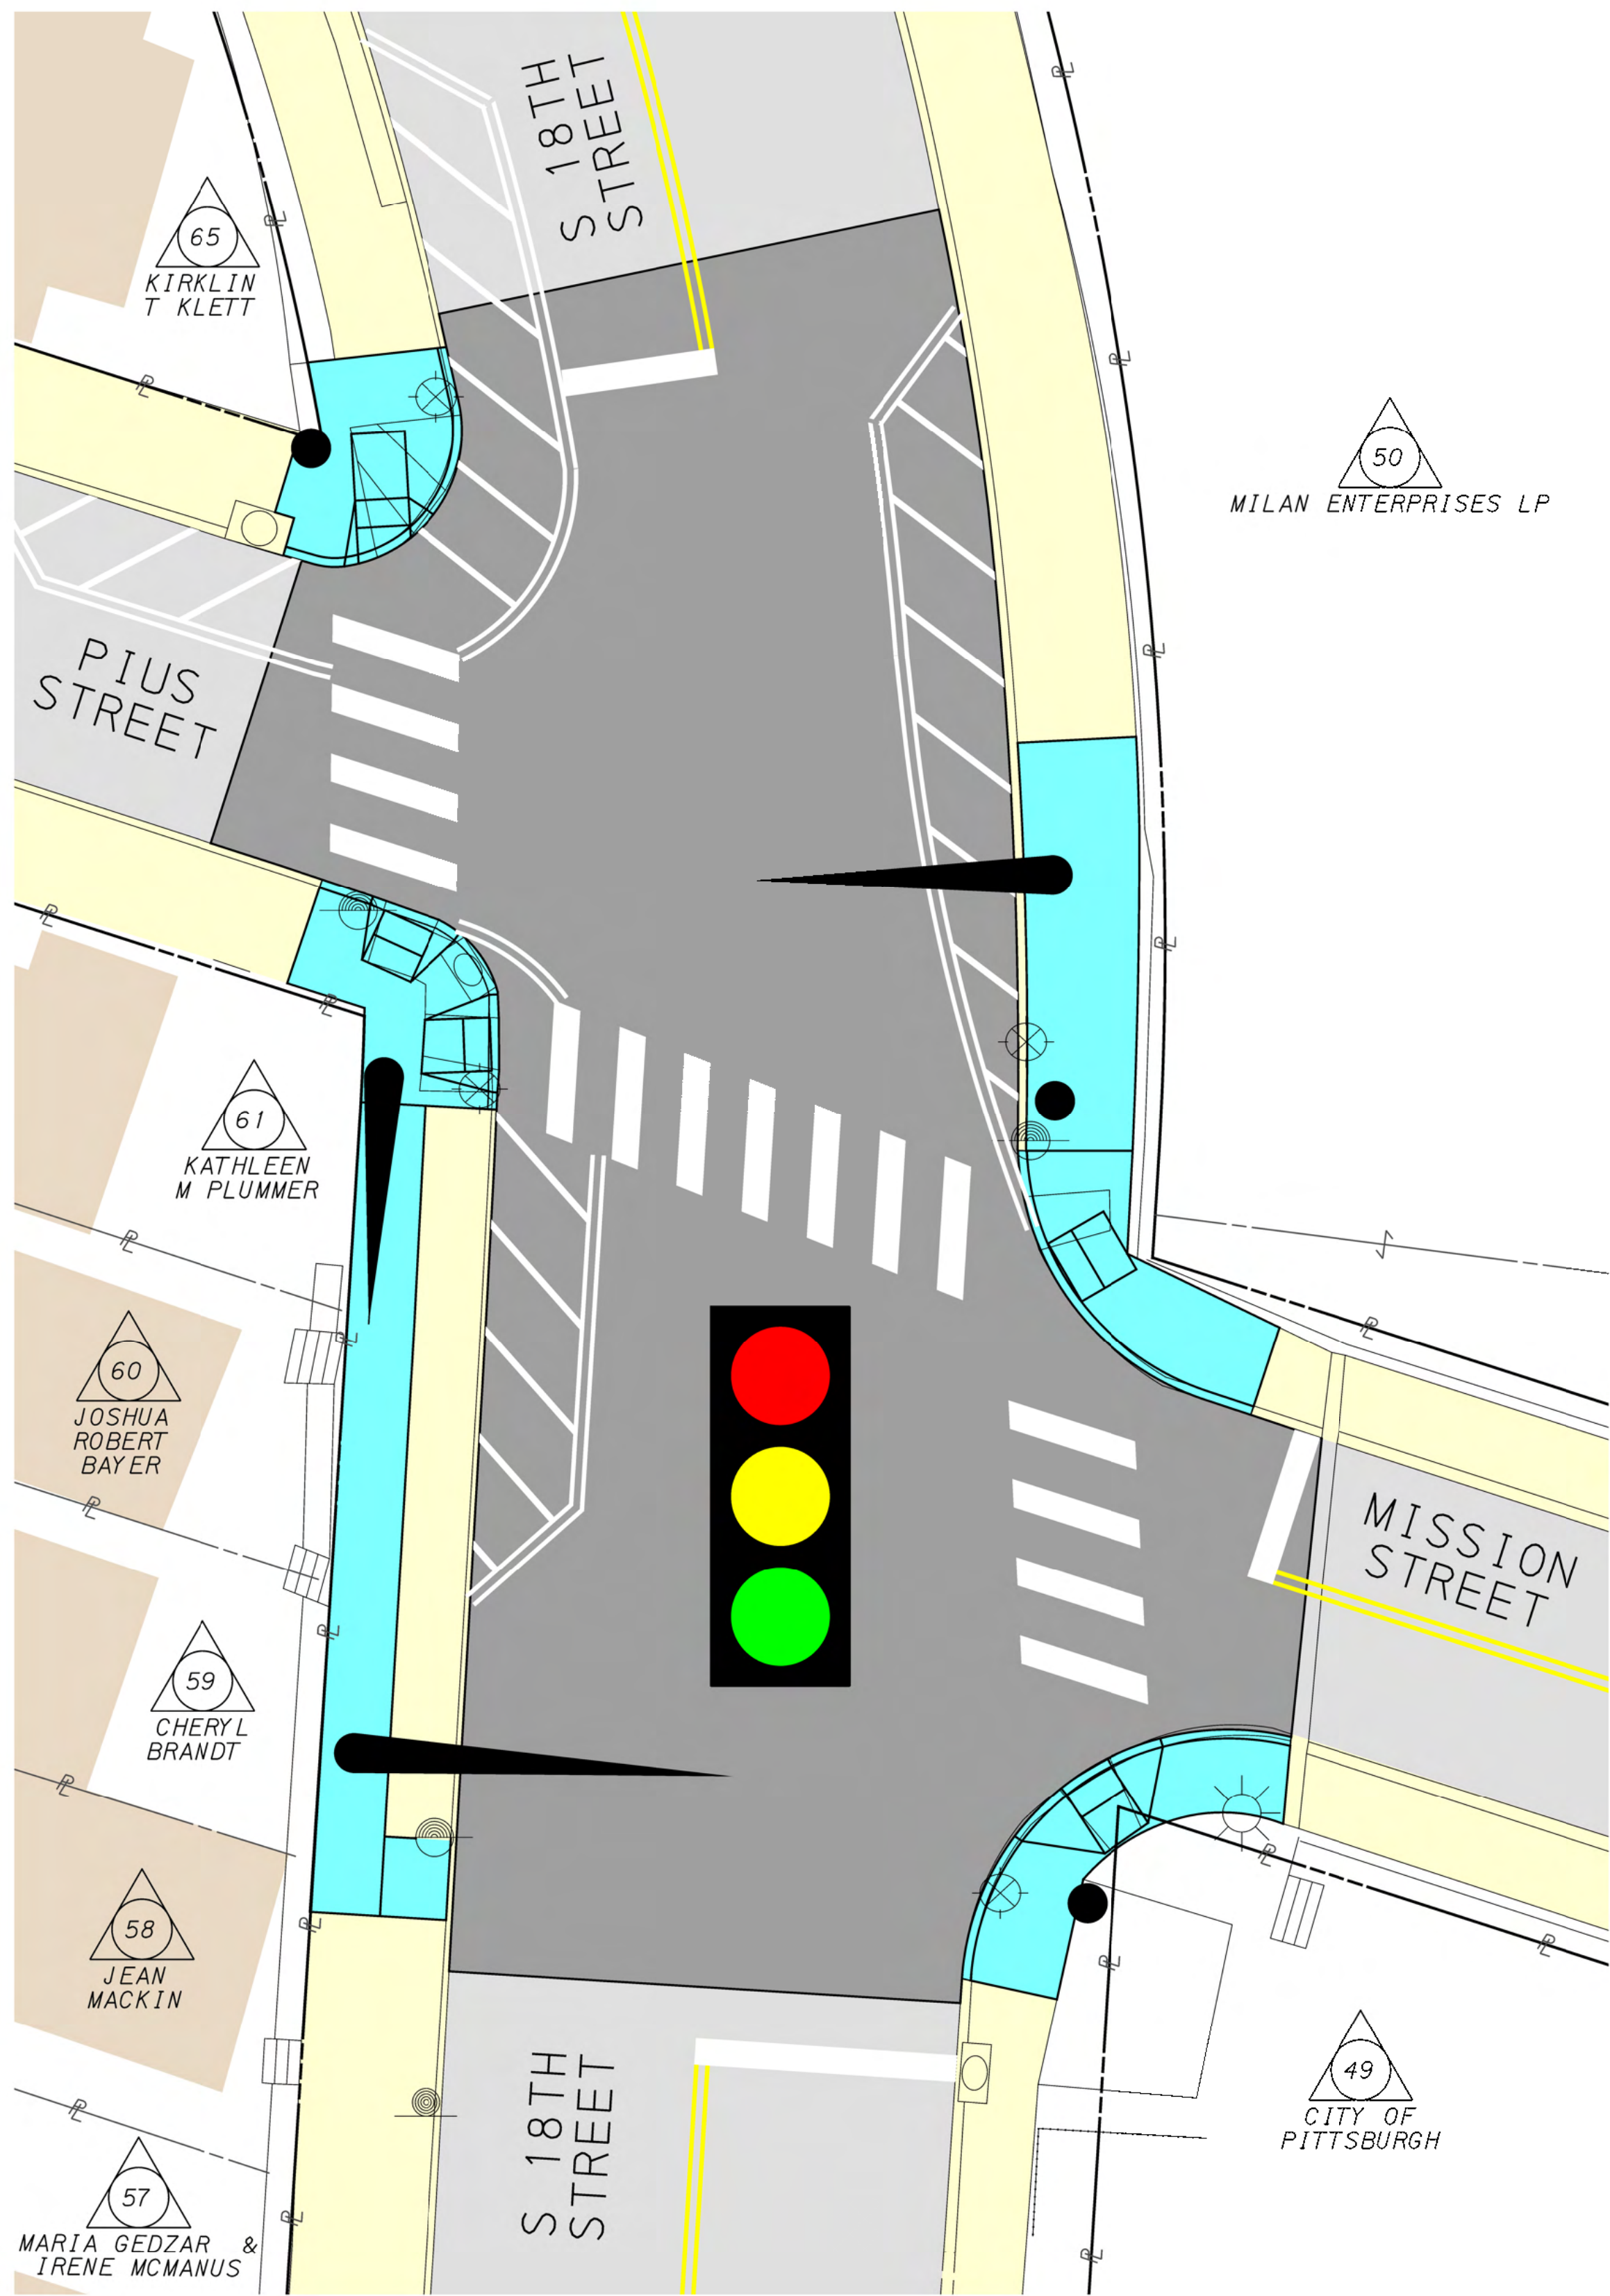 S 18TH
STREET
65
KIRKLIN
T KLETT
50
MILAN ENTERPRISES LP
PIUS
STREET
61
KATHLEEN
M PLUMMER
60
JOSHUA
ROBERT
BAYER
MISSION
STREET
59
CHERYL
BRANDT
58
JEAN
MACKIN
S 18TH
STREET
49
CITY OF
PITTSBURGH
57
MARIA GEDZAR &
IRENE MCMANUS